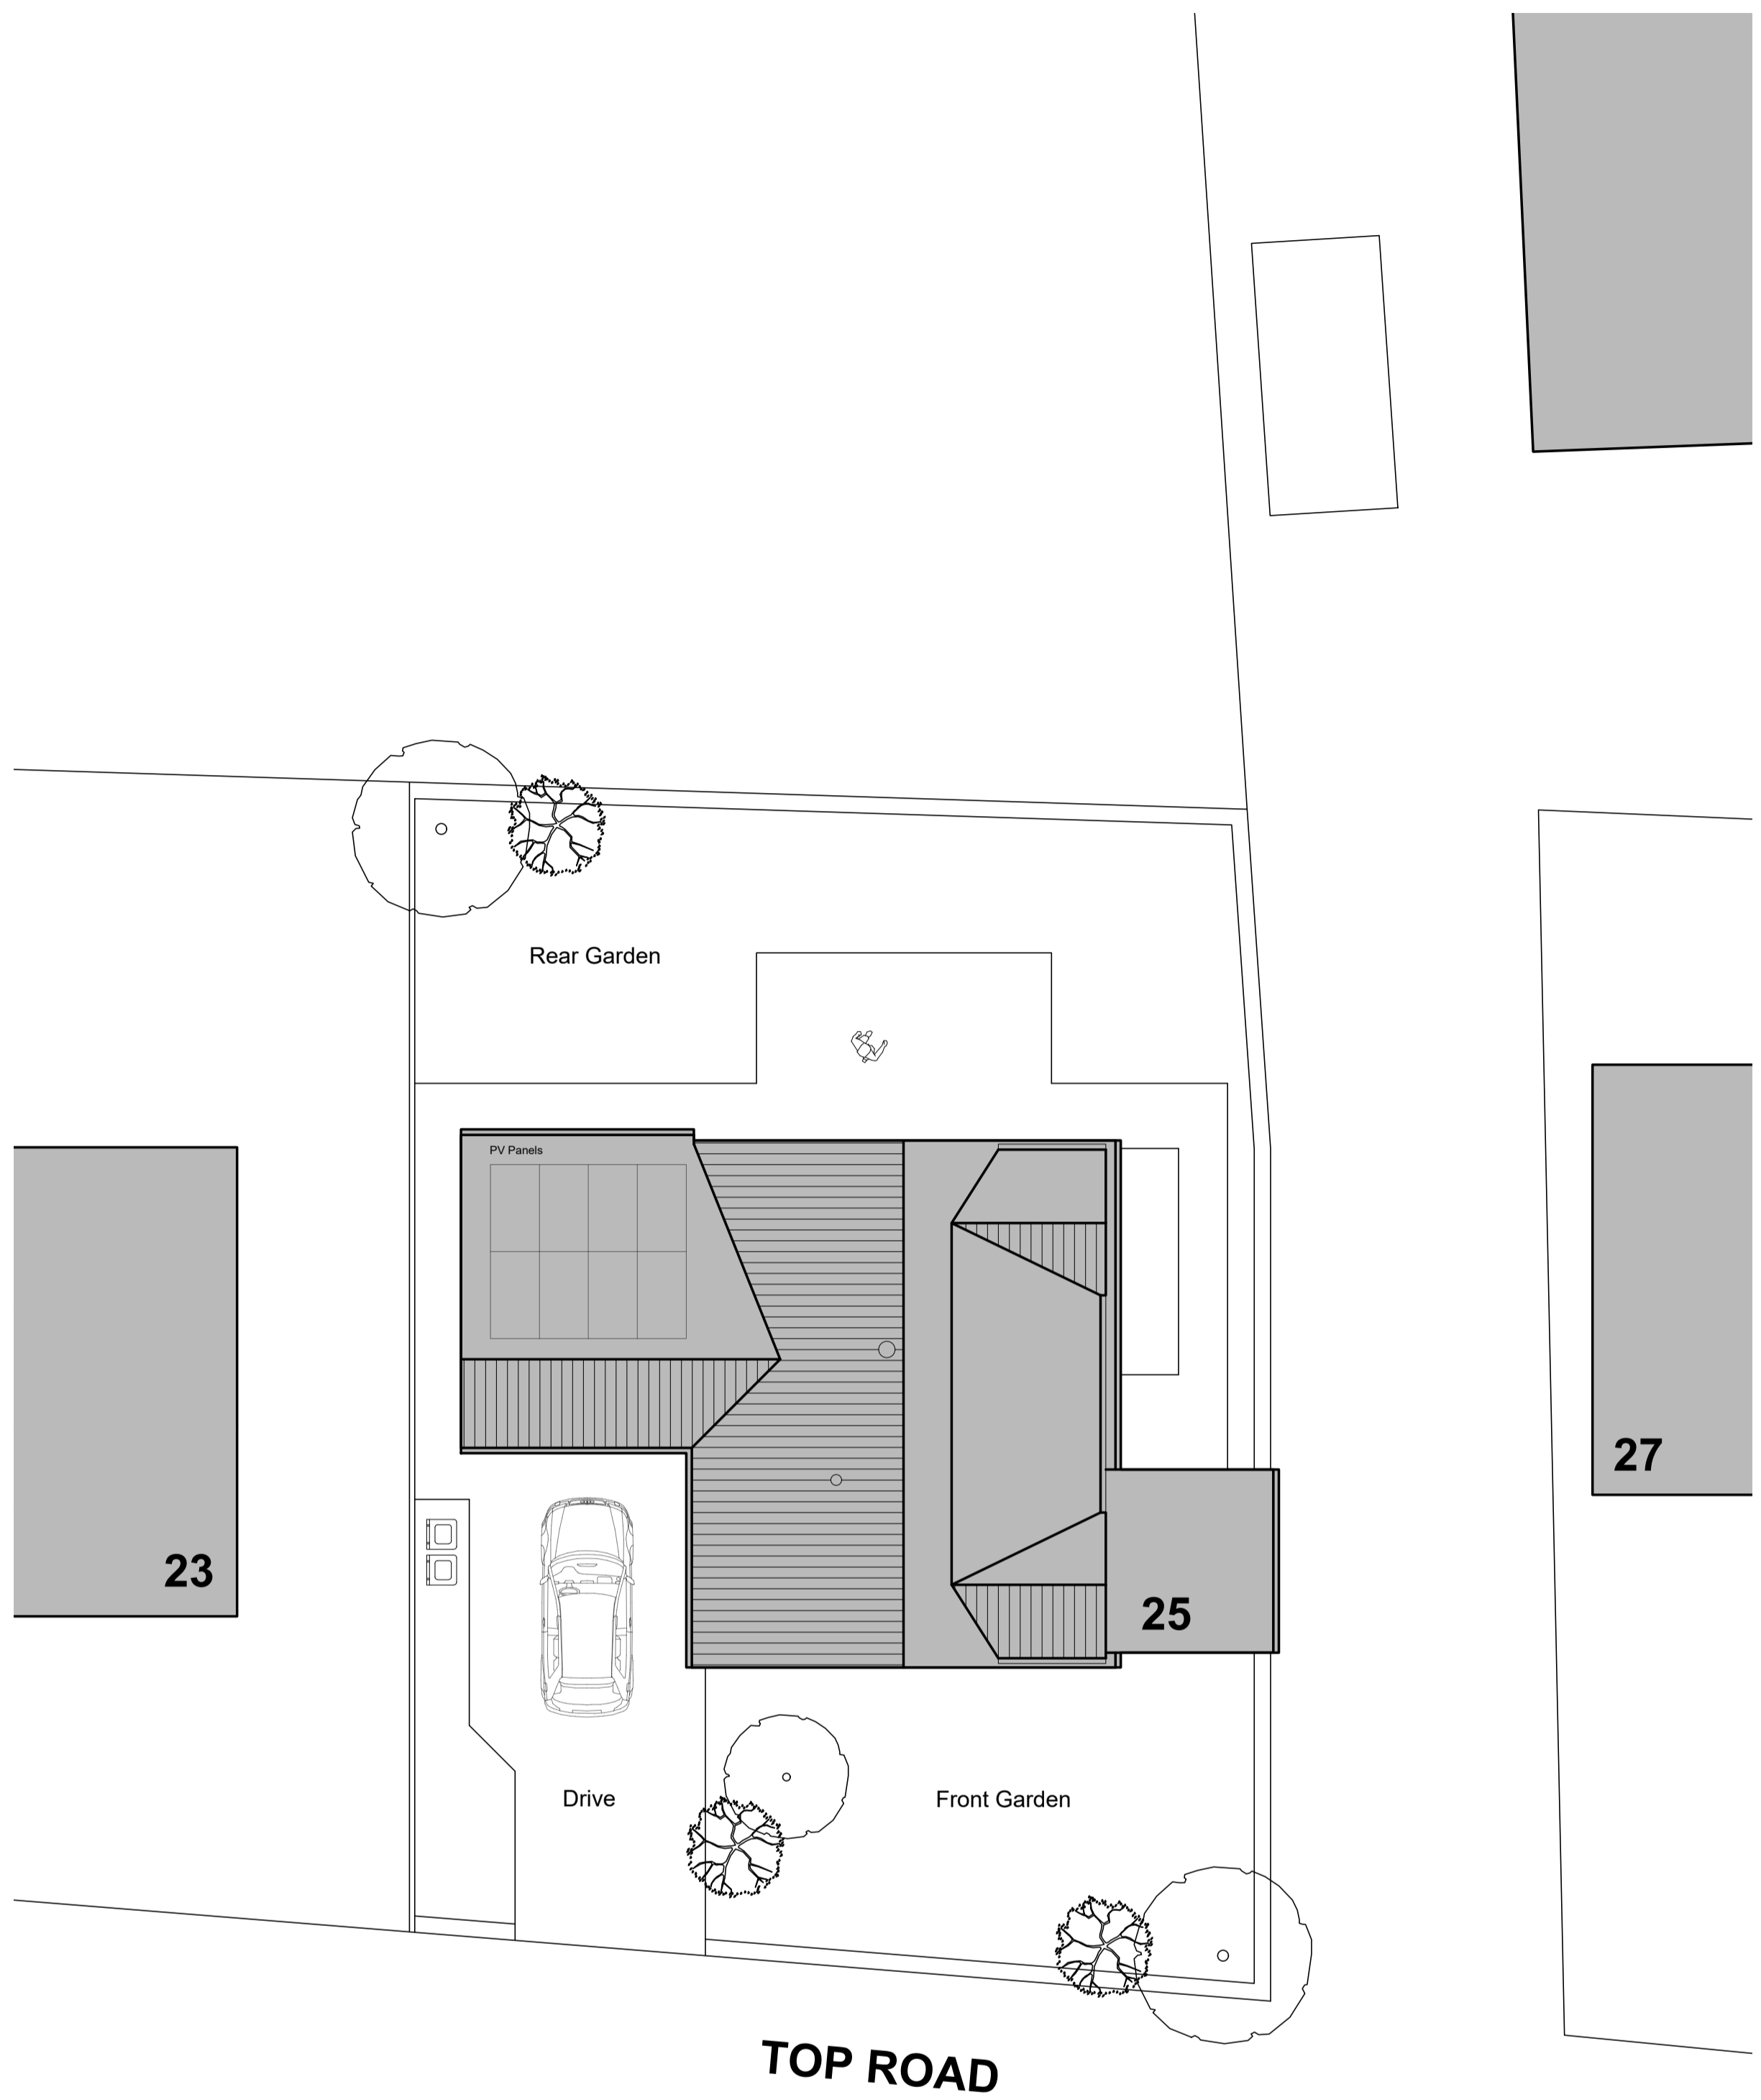 Rear Garden
PV Panels
27
23
25
Drive
Front Garden
TOP ROAD